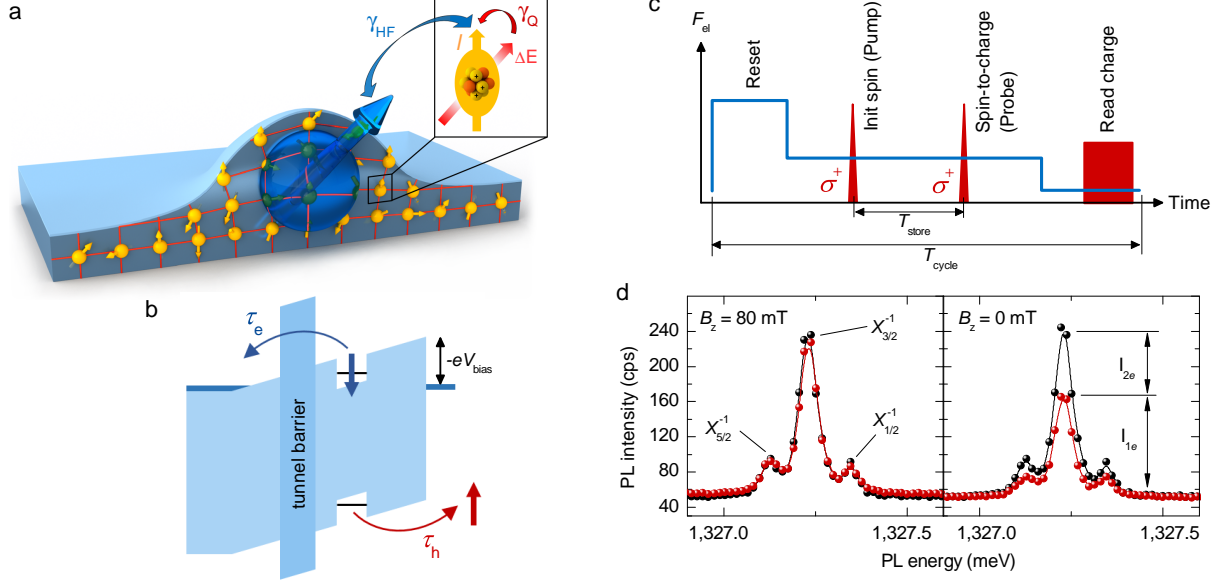 a
γHF
γQ
I
ΔE
b
τe
-eVbias
tunnel barrier
τh
c
Fel
Reset
Init spin (Pump)
Spin-to-charge
(Probe)
Read charge
σ+
σ+
Time
Tstore
Tcycle
d
Bz = 80 mT
X3/2-1
X5/2-1
X1/2-1
Bz = 0 mT
I2e
I1e
PL intensity (cps)
240
200
160
120
80
40
1,327.0
1,327.5
1,327.0
1,327.5
PL energy (meV)